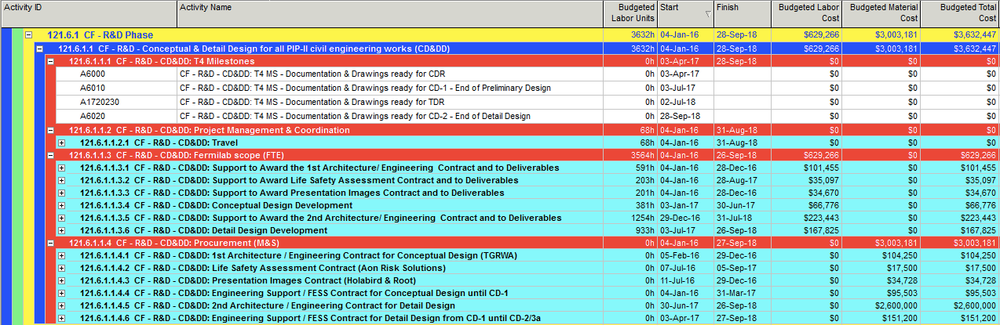 Activity ID Activity Name Budgeted Labor Units Start Finish Budgeted Labor Cost Budgeted Material Cost Budgeted Total Cost
121.6.1 CF - R&D Phase 3632h 04-Jan-16 28-Sep-18 $629,266 $3,003,181 $3,632,447
121.6.1.1 CF - R&D - Conceptual & Detail Design for all PIP-II civil engineering works (CD&DD) 3632h 04-Jan-16 28-Sep-18 $629,266 $3,003,181 $3,632,447
121.6.1.1.1 CF - R&D - CD&DD: T4 Milestones 0h 03-Apr-17 28-Sep-18 $0 $0 $0
A6000 CF - R&D - CD&DD: T4 MS - Documentation & Drawings ready for CDR 0h 03-Apr-17 $0 $0 $0
A6010 CF - R&D - CD&DD: T4 MS - Documentation & Drawings ready for CD-1 - End of Preliminary Design 0h 03-Jul-17 $0 $0 $0
A1720230 CF - R&D - CD&DD: T4 MS - Documentation & Drawings ready for TDR 0h 02-Jul-18 $0 $0 $0
A6020 CF - R&D - CD&DD: T4 MS - Documentation & Drawings ready for CD-2 - End of Detail Design 0h 28-Sep-18 $0 $0 $0
121.6.1.1.2 CF - R&D - CD&DD: Project Management & Coordination 68h 04-Jan-16 31-Aug-18 $0 $0 $0
121.6.1.1.2.1 CF - R&D - CD&DD: Travel 68h 04-Jan-16 31-Aug-18 $0 $0 $0
121.6.1.1.3 CF - R&D - CD&DD: Fermilab scope (FTE) 3564h 04-Jan-16 26-Sep-18 $629,266 $0 $629,266
121.6.1.1.3.1 CF - R&D - CD&DD: Support to Award the 1st Architecture/ Engineering Contract and to Deliverables 591h 04-Jan-16 28-Dec-16 $101,455 $0 $101,455
121.6.1.1.3.2 CF - R&D - CD&DD: Support to Award Life Safety Assessment Contract and to Deliverables 203h 04-Jan-16 28-Aug-17 $35,097 $0 $35,097
121.6.1.1.3.3 CF - R&D - CD&DD: Support to Award Presentation Images Contract and to Deliverables 201h 04-Jan-16 28-Dec-16 $34,670 $0 $34,670
121.6.1.1.3.4 CF - R&D - CD&DD: Conceptual Design Development 381h 03-Jan-17 30-Jun-17 $66,776 $0 $66,776
121.6.1.1.3.5 CF - R&D - CD&DD: Support to Award the 2nd Architecture/ Engineering Contract and to Deliverables 1254h 29-Dec-16 31-Jul-18 $223,443 $0 $223,443
121.6.1.1.3.6 CF - R&D - CD&DD: Detail Design Development 933h 03-Jul-17 26-Sep-18 $167,825 $0 $167,825
121.6.1.1.4 CF - R&D - CD&DD: Procurement (M&S) 0h 04-Jan-16 27-Sep-18 $0 $3,003,181 $3,003,181
121.6.1.1.4.1 CF - R&D - CD&DD: 1st Architecture / Engineering Contract for Conceptual Design (TGRWA) 0h 05-Feb-16 29-Dec-16 $0 $104,250 $104,250
121.6.1.1.4.2 CF - R&D - CD&DD: Life Safety Assessment Contract (Aon Risk Solutions) 0h 07-Jul-16 05-Sep-17 $0 $17,500 $17,500
121.6.1.1.4.3 CF - R&D - CD&DD: Presentation Images Contract (Holabird & Root) 0h 11-Jul-16 29-Dec-16 $0 $34,728 $34,728
121.6.1.1.4.4 CF - R&D - CD&DD: Engineering Support / FESS Contract for Conceptual Design until CD-1 0h 04-Jan-16 31-Mar-17 $0 $95,503 $95,503
121.6.1.1.4.5 CF - R&D - CD&DD: 2nd Architecture / Engineering Contract for Detail Design 0h 30-Jun-17 26-Sep-18 $0 $2,600,000 $2,600,000
121.6.1.1.4.6 CF - R&D - CD&DD: Engineering Support / FESS Contract for Detail Design from CD-1 until CD-2/3a 0h 03-Apr-17 27-Sep-18 $0 $151,200 $151,200